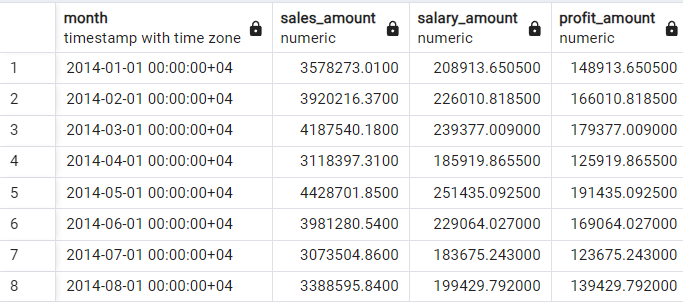 month sales_amount salary_amount profit_amount
timestamp with time zone numeric numeric numeric
1 2014-01-01 00:00:00+04 3578273.0100 208913.650500 148913.650500
2 2014-02-01 00:00:00+04 3920216.3700 226010.818500 166010.818500
3 2014-03-01 00:00:00+04 4187540.1800 239377.009000 179377.009000
4 2014-04-01 00:00:00+04 3118397.3100 185919.865500 125919.865500
5 2014-05-01 00:00:00+04 4428701.8500 251435.092500 191435.092500
6 2014-06-01 00:00:00+04 3981280.5400 229064.027000 169064.027000
7 2014-07-01 00:00:00+04 3073504.8600 183675.243000 123675.243000
8 2014-08-01 00:00:00+04 3388595.8400 199429.792000 139429.792000